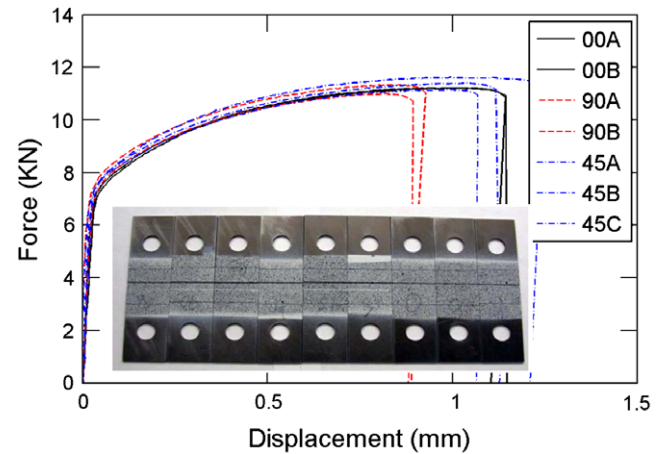 14
12
10
8
6
4
2
0
Force (KN)
00A
00B
90A
90B
45A
45B
45C
0
0.5
1
1.5
Displacement (mm)